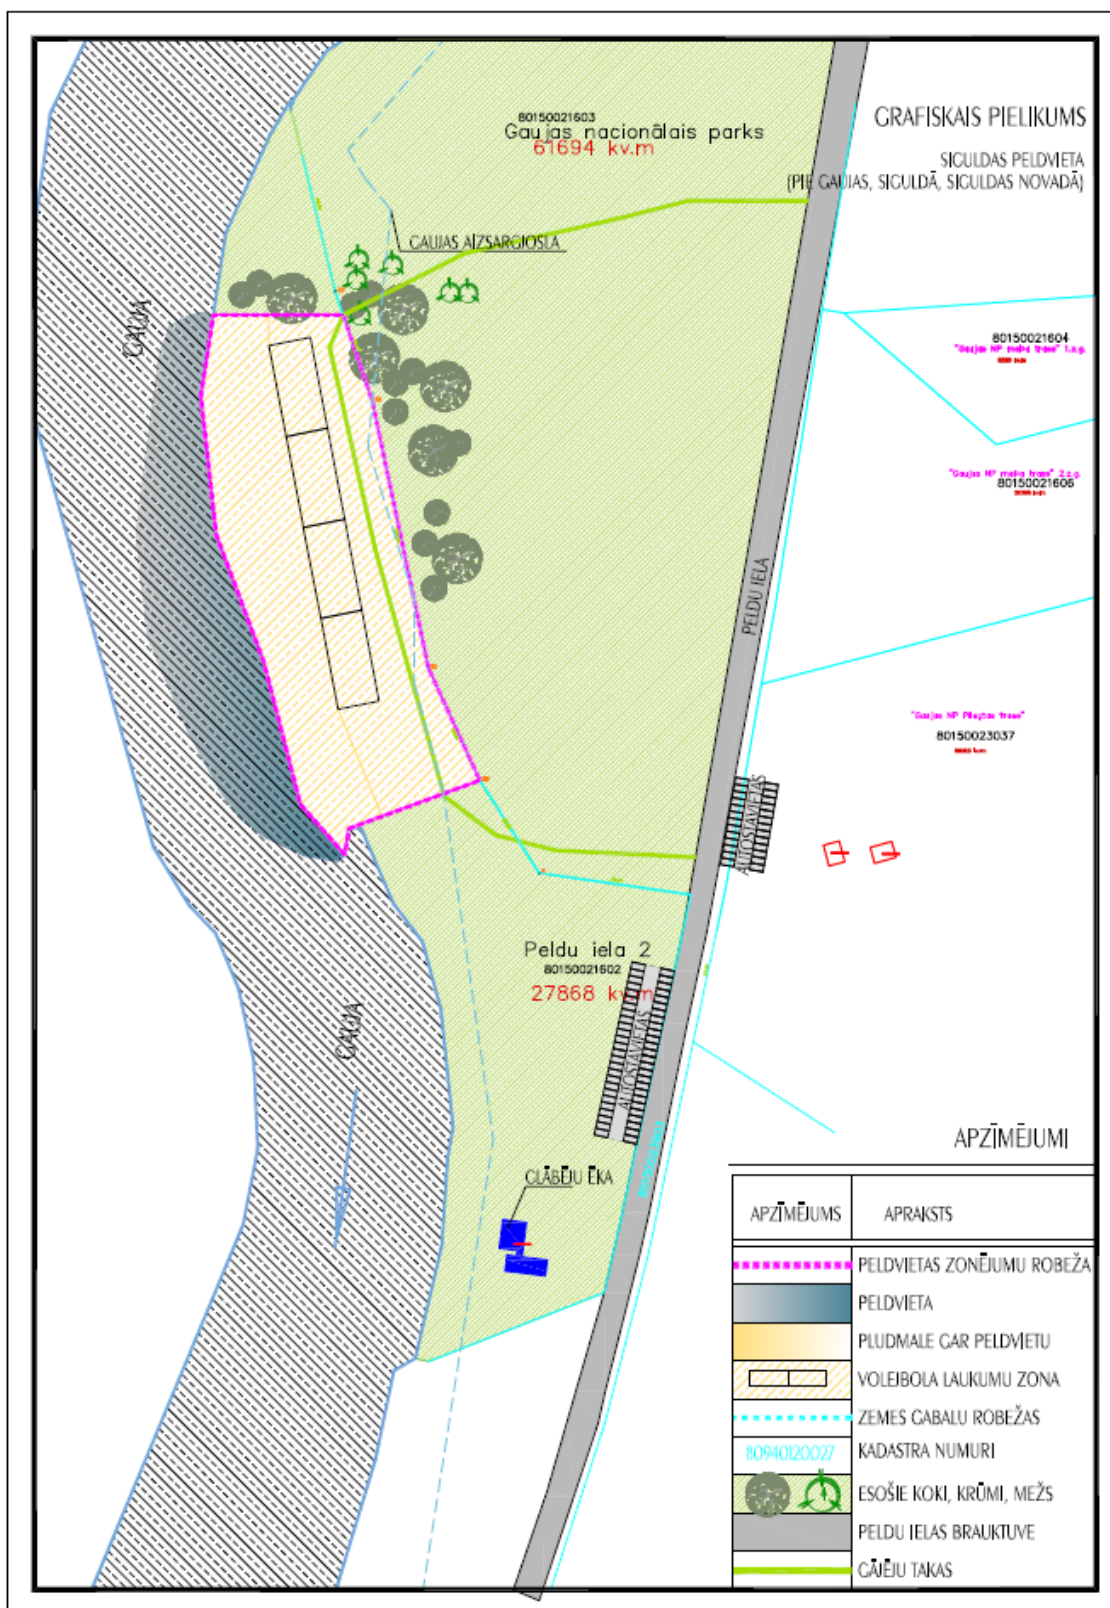 GRAFISKAIS PIELIKUMS
SIGULDAS PELDVIETA
(PIE GAUJAS, SIGULDĀ, SIGULDAS NOVADĀ)
80150021603
Gaujas nacionālais parks
61694 kv.m
GAUJAS AIZSARGJOSLA
GAUJA
80150021604
80150021606
PELDU IELA
80150023037
AUTOSTAVIETAS
Peldu iela 2
80150021602
27868 kv.m
AUTOSTAVIETAS
GAUJA
GLĀBĒJU ĒKA
APZĪMĒJUMI
APZĪMĒJUMS
APRAKSTS
PELDVIETAS ZONĒJUMU ROBEŽA
PELDVIETA
PLUDMALE GAR PELDVIETU
VOLEJBOLA LAUKUMU ZONA
ZEMES GABALU ROBEŽAS
80940120027
KADASTRA NUMURI
ESOŠIE KOKI, KRŪMI, MEŽS
PELDU IELAS BRAUKTUVE
GĀJĒJU TAKAS